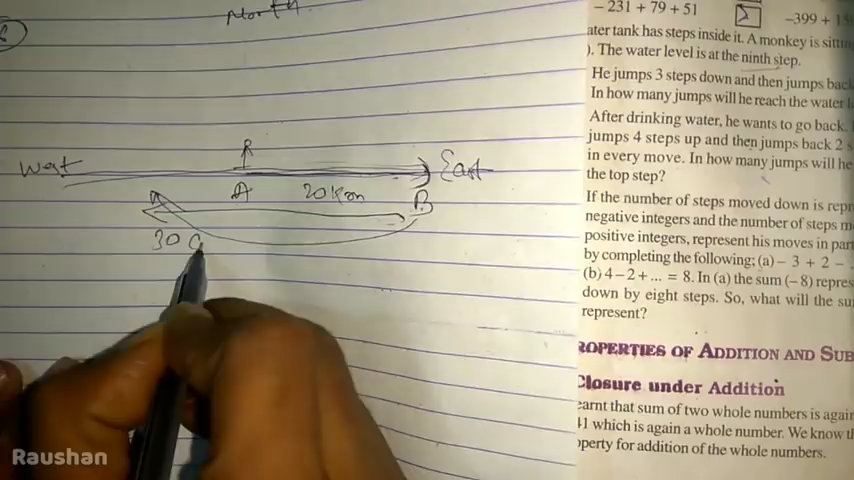 North
West
East
A
20 Km
B
30
Raushan
- 231 + 79 + 51
-399 + 15
ater tank has steps inside it. A monkey is sittin
). The water level is at the ninth step.
He jumps 3 steps down and then jumps back
In how many jumps will he reach the water l
After drinking water, he wants to go back.
jumps 4 steps up and then jumps back 2 s
in every move. In how many jumps will he
the top step?
If the number of steps moved down is repr
negative integers and the number of steps m
positive integers, represent his moves in part
by completing the following; (a) – 3 + 2 – .
(b) 4 – 2 + ... = 8. In (a) the sum (– 8) repres
down by eight steps. So, what will the su
represent?
ROPERTIES OF ADDITION AND SUB
Closure under Addition
earnt that sum of two whole numbers is again
41 which is again a whole number. We know th
operty for addition of the whole numbers.